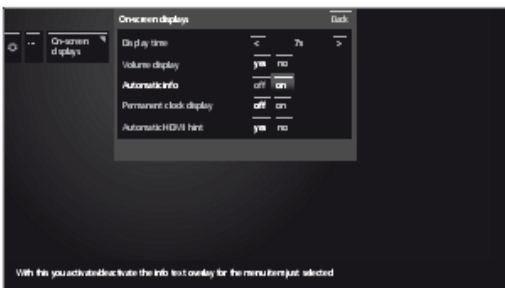 On-screen displays Back
...
On-screen
displays
Display time < 7s >
Volume display yes no
Automatic info off on
Permanent clock display off on
Automatic HDMI hint yes no
With this you activate/deactivate the info text overlay for the menu item just selected